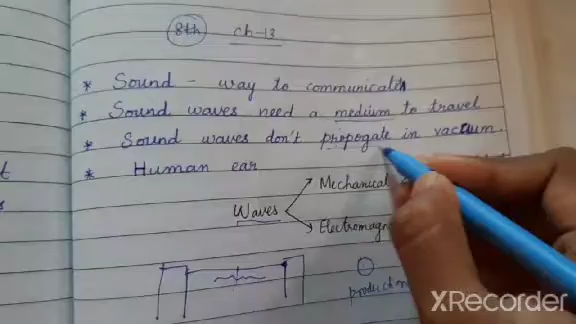 8th ch-13
* Sound - way to communicate
* Sound waves need a medium to travel
* Sound waves don't propogate in vacuum.
* Human ear
Mechanical
Waves
XRecorder